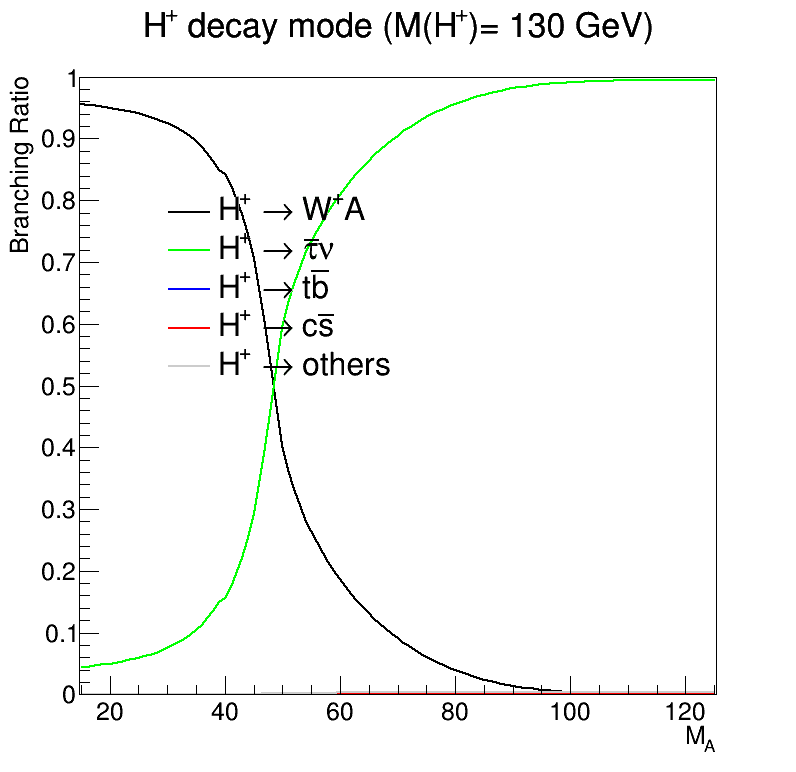 H⁺ decay mode (M(H⁺)= 130 GeV)
Branching Ratio
1
0.9
0.8
0.7
0.6
0.5
0.4
0.3
0.2
0.1
0
H⁺ → W⁺A
H⁺ → τ̅ν
H⁺ → tb̅
H⁺ → cs̅
H⁺ → others
20 40 60 80 100 120
M_A